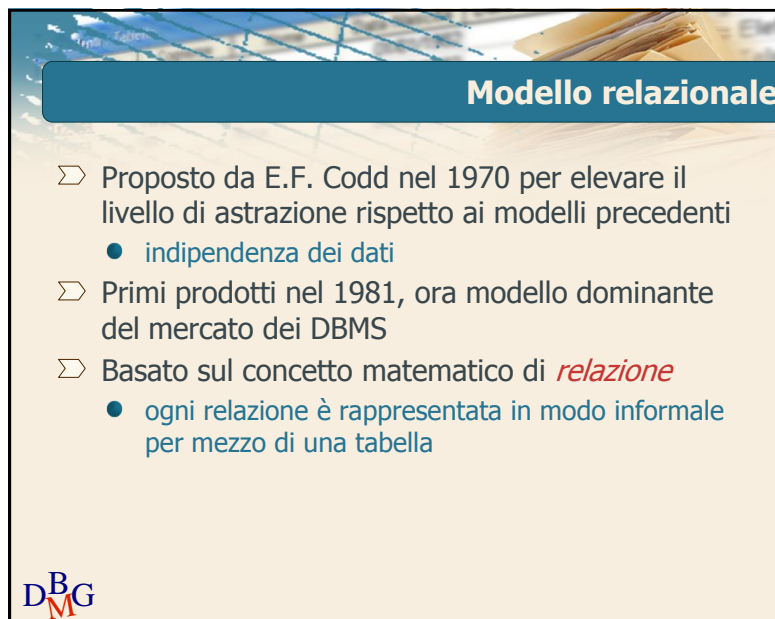 Modello relazionale
Proposto da E.F. Codd nel 1970 per elevare il
livello di astrazione rispetto ai modelli precedenti
indipendenza dei dati
Primi prodotti nel 1981, ora modello dominante
del mercato dei DBMS
Basato sul concetto matematico di relazione
ogni relazione è rappresentata in modo informale
per mezzo di una tabella
DBMG